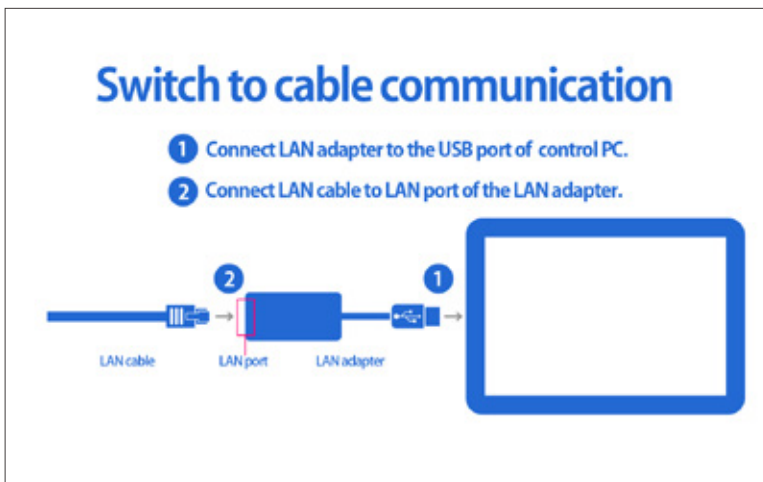 Switch to cable communication
1 Connect LAN adapter to the USB port of control PC.
2 Connect LAN cable to LAN port of the LAN adapter.
2 1
LAN cable LAN port LAN adapter